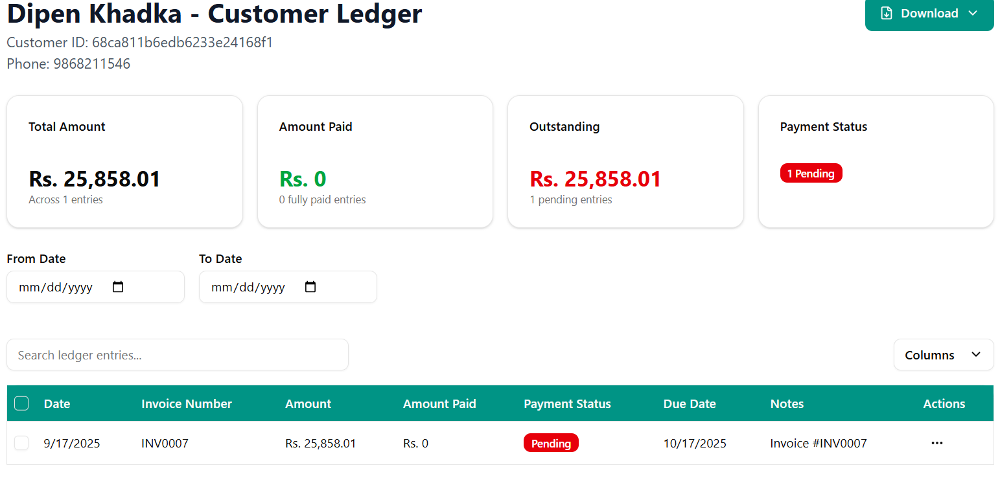 Dipen Khadka - Customer Ledger
Download
Customer ID: 68ca811b6edb6233e24168f1
Phone: 9868211546
Total Amount
Rs. 25,858.01
Across 1 entries
Amount Paid
Rs. 0
0 fully paid entries
Outstanding
Rs. 25,858.01
1 pending entries
Payment Status
1 Pending
From Date
To Date
mm/dd/yyyy
mm/dd/yyyy
Search ledger entries...
Columns
Date Invoice Number Amount Amount Paid Payment Status Due Date Notes Actions
9/17/2025 INV0007 Rs. 25,858.01 Rs. 0 Pending 10/17/2025 Invoice #INV0007 ...